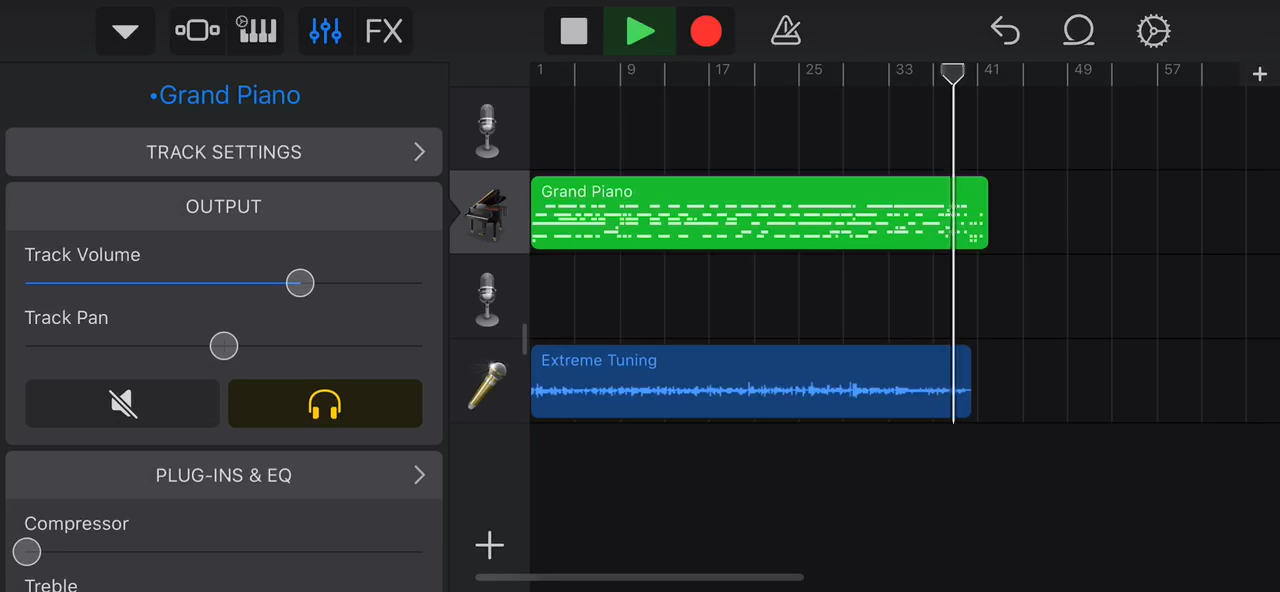 FX
1 9 17 25 33 41 49 57
•Grand Piano
TRACK SETTINGS
OUTPUT
Track Volume
Track Pan
PLUG-INS & EQ
Compressor
Treble
Grand Piano
Extreme Tuning